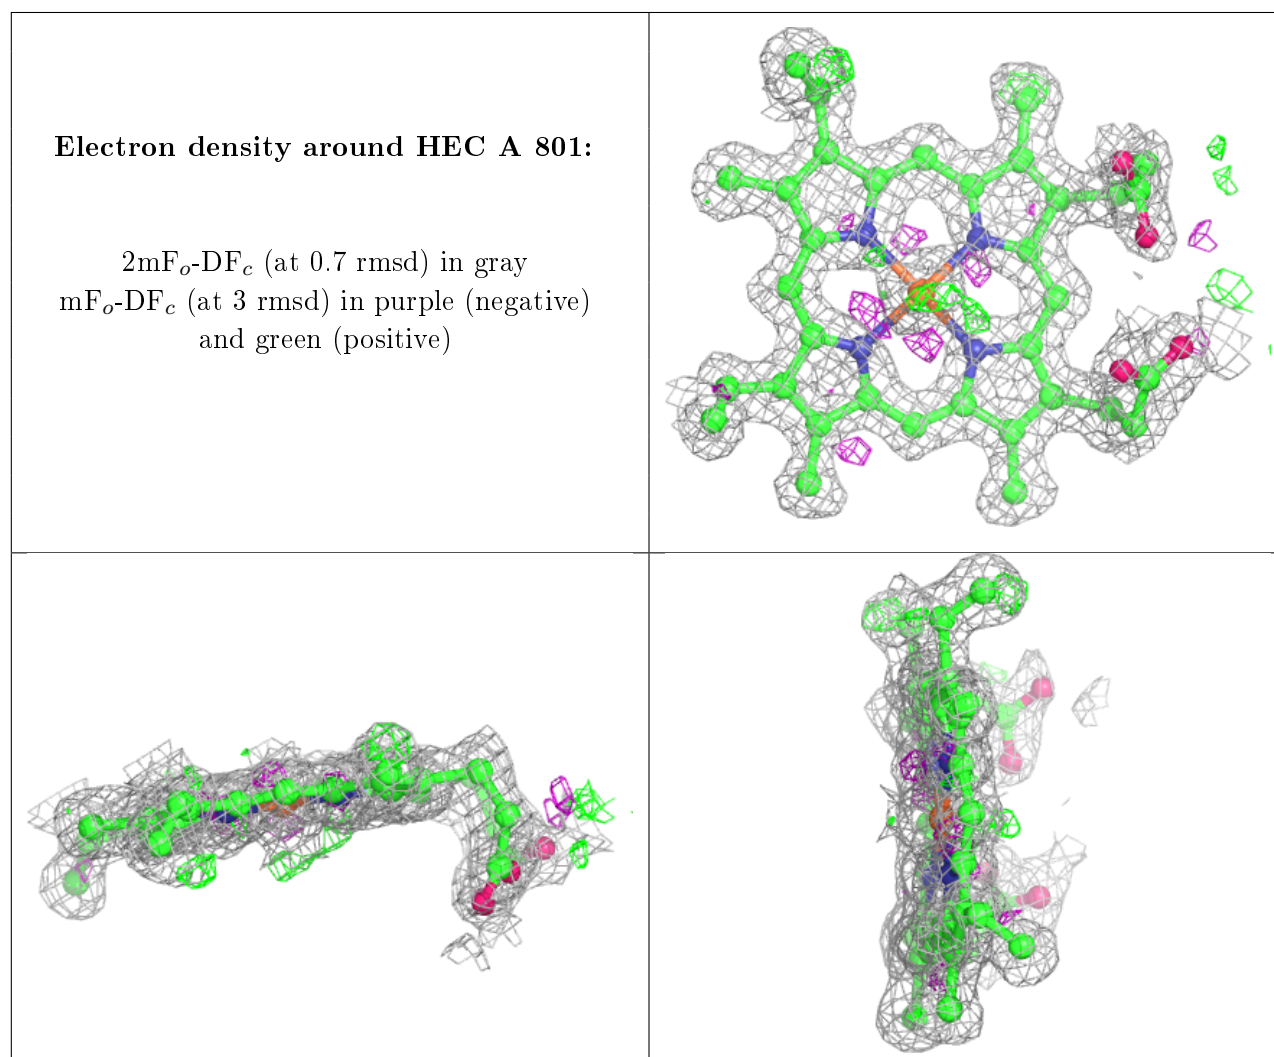 Electron density around HEC A 801:
2mFₒ-DF𝒸 (at 0.7 rmsd) in gray
mFₒ-DF𝒸 (at 3 rmsd) in purple (negative)
and green (positive)